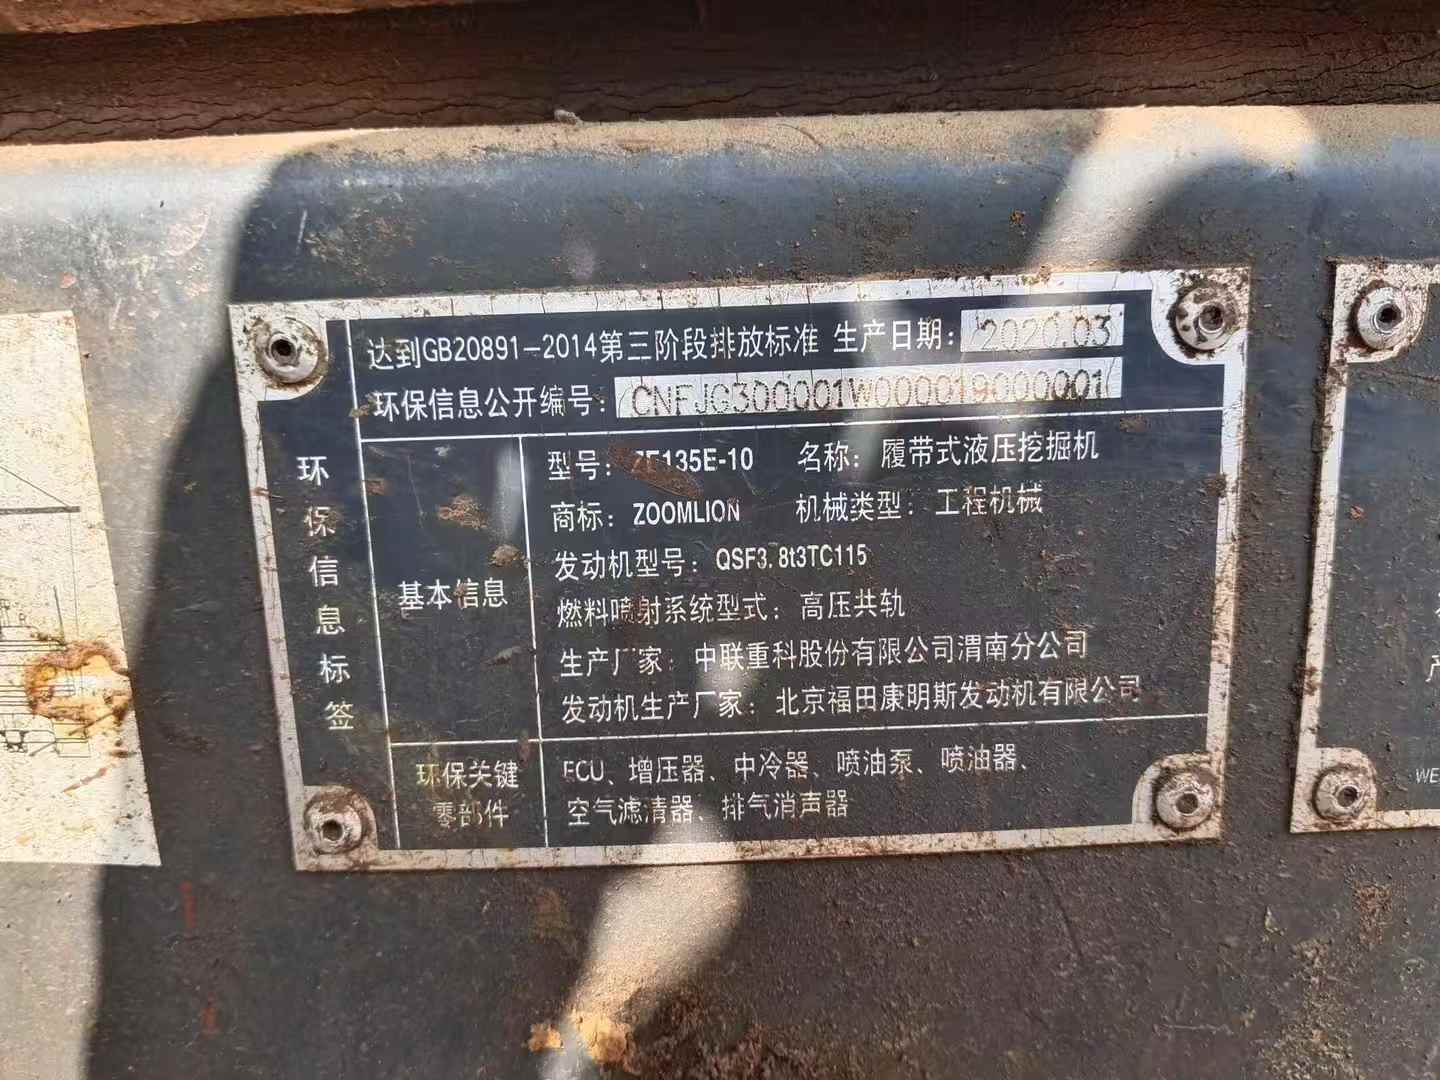 达到GB20891-2014第三阶段排放标准 生产日期：2020.03
环保信息公开编号：CNFJG300001W000019000001
环保信息标签
基本信息
型号：ZE135E-10 名称：履带式液压挖掘机
商标：ZOOMLION 机械类型：工程机械
发动机型号：QSF3.8t3TC115
燃料喷射系统型式：高压共轨
生产厂家：中联重科股份有限公司渭南分公司
发动机生产厂家：北京福田康明斯发动机有限公司
环保关键
零部件
ECU、增压器、中冷器、喷油泵、喷油器、
空气滤清器、排气消声器
WE